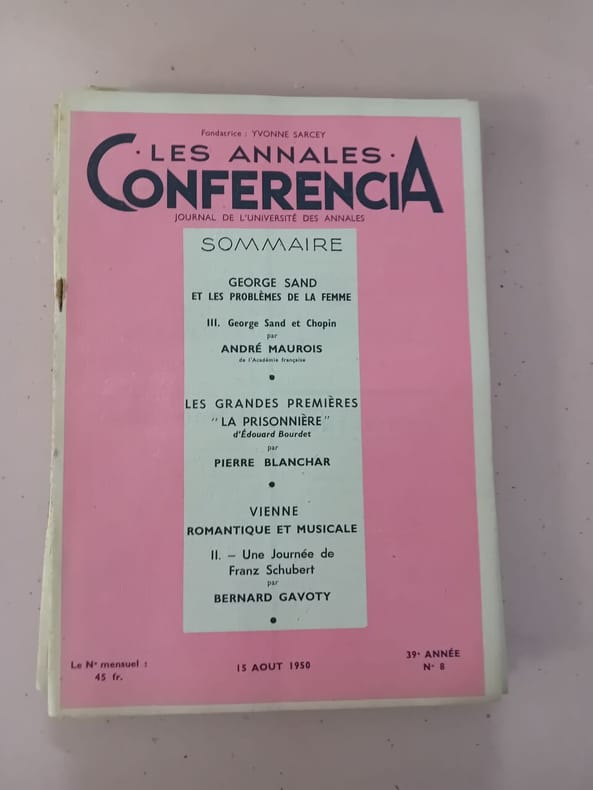 Fondatrice : YVONNE SARCEY
· LES ANNALES ·
CONFERENCIA
JOURNAL DE L'UNIVERSITÉ DES ANNALES
SOMMAIRE
GEORGE SAND
ET LES PROBLÈMES DE LA FEMME
III. George Sand et Chopin
par
ANDRÉ MAUROIS
de l'Académie française
•
LES GRANDES PREMIÈRES
"LA PRISONNIÈRE"
d'Édouard Bourdet
par
PIERRE BLANCHAR
•
VIENNE
ROMANTIQUE ET MUSICALE
II. – Une Journée de
Franz Schubert
par
BERNARD GAVOTY
•
Le Nº mensuel :
45 fr.
15 AOUT 1950
39e ANNÉE
Nº 8